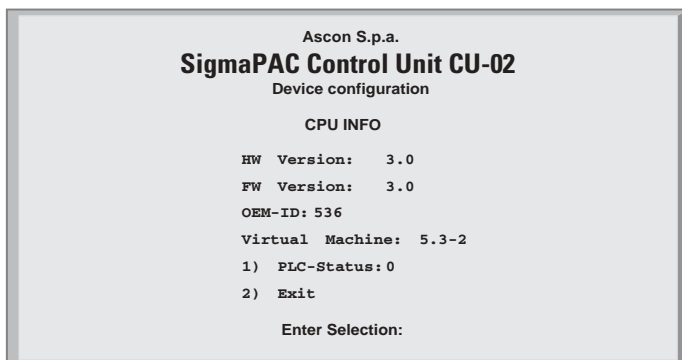 Ascon S.p.a.
SigmaPAC Control Unit CU-02
Device configuration
CPU INFO
HW Version: 3.0
FW Version: 3.0
OEM-ID: 536
Virtual Machine: 5.3-2
1) PLC-Status: 0
2) Exit
Enter Selection: